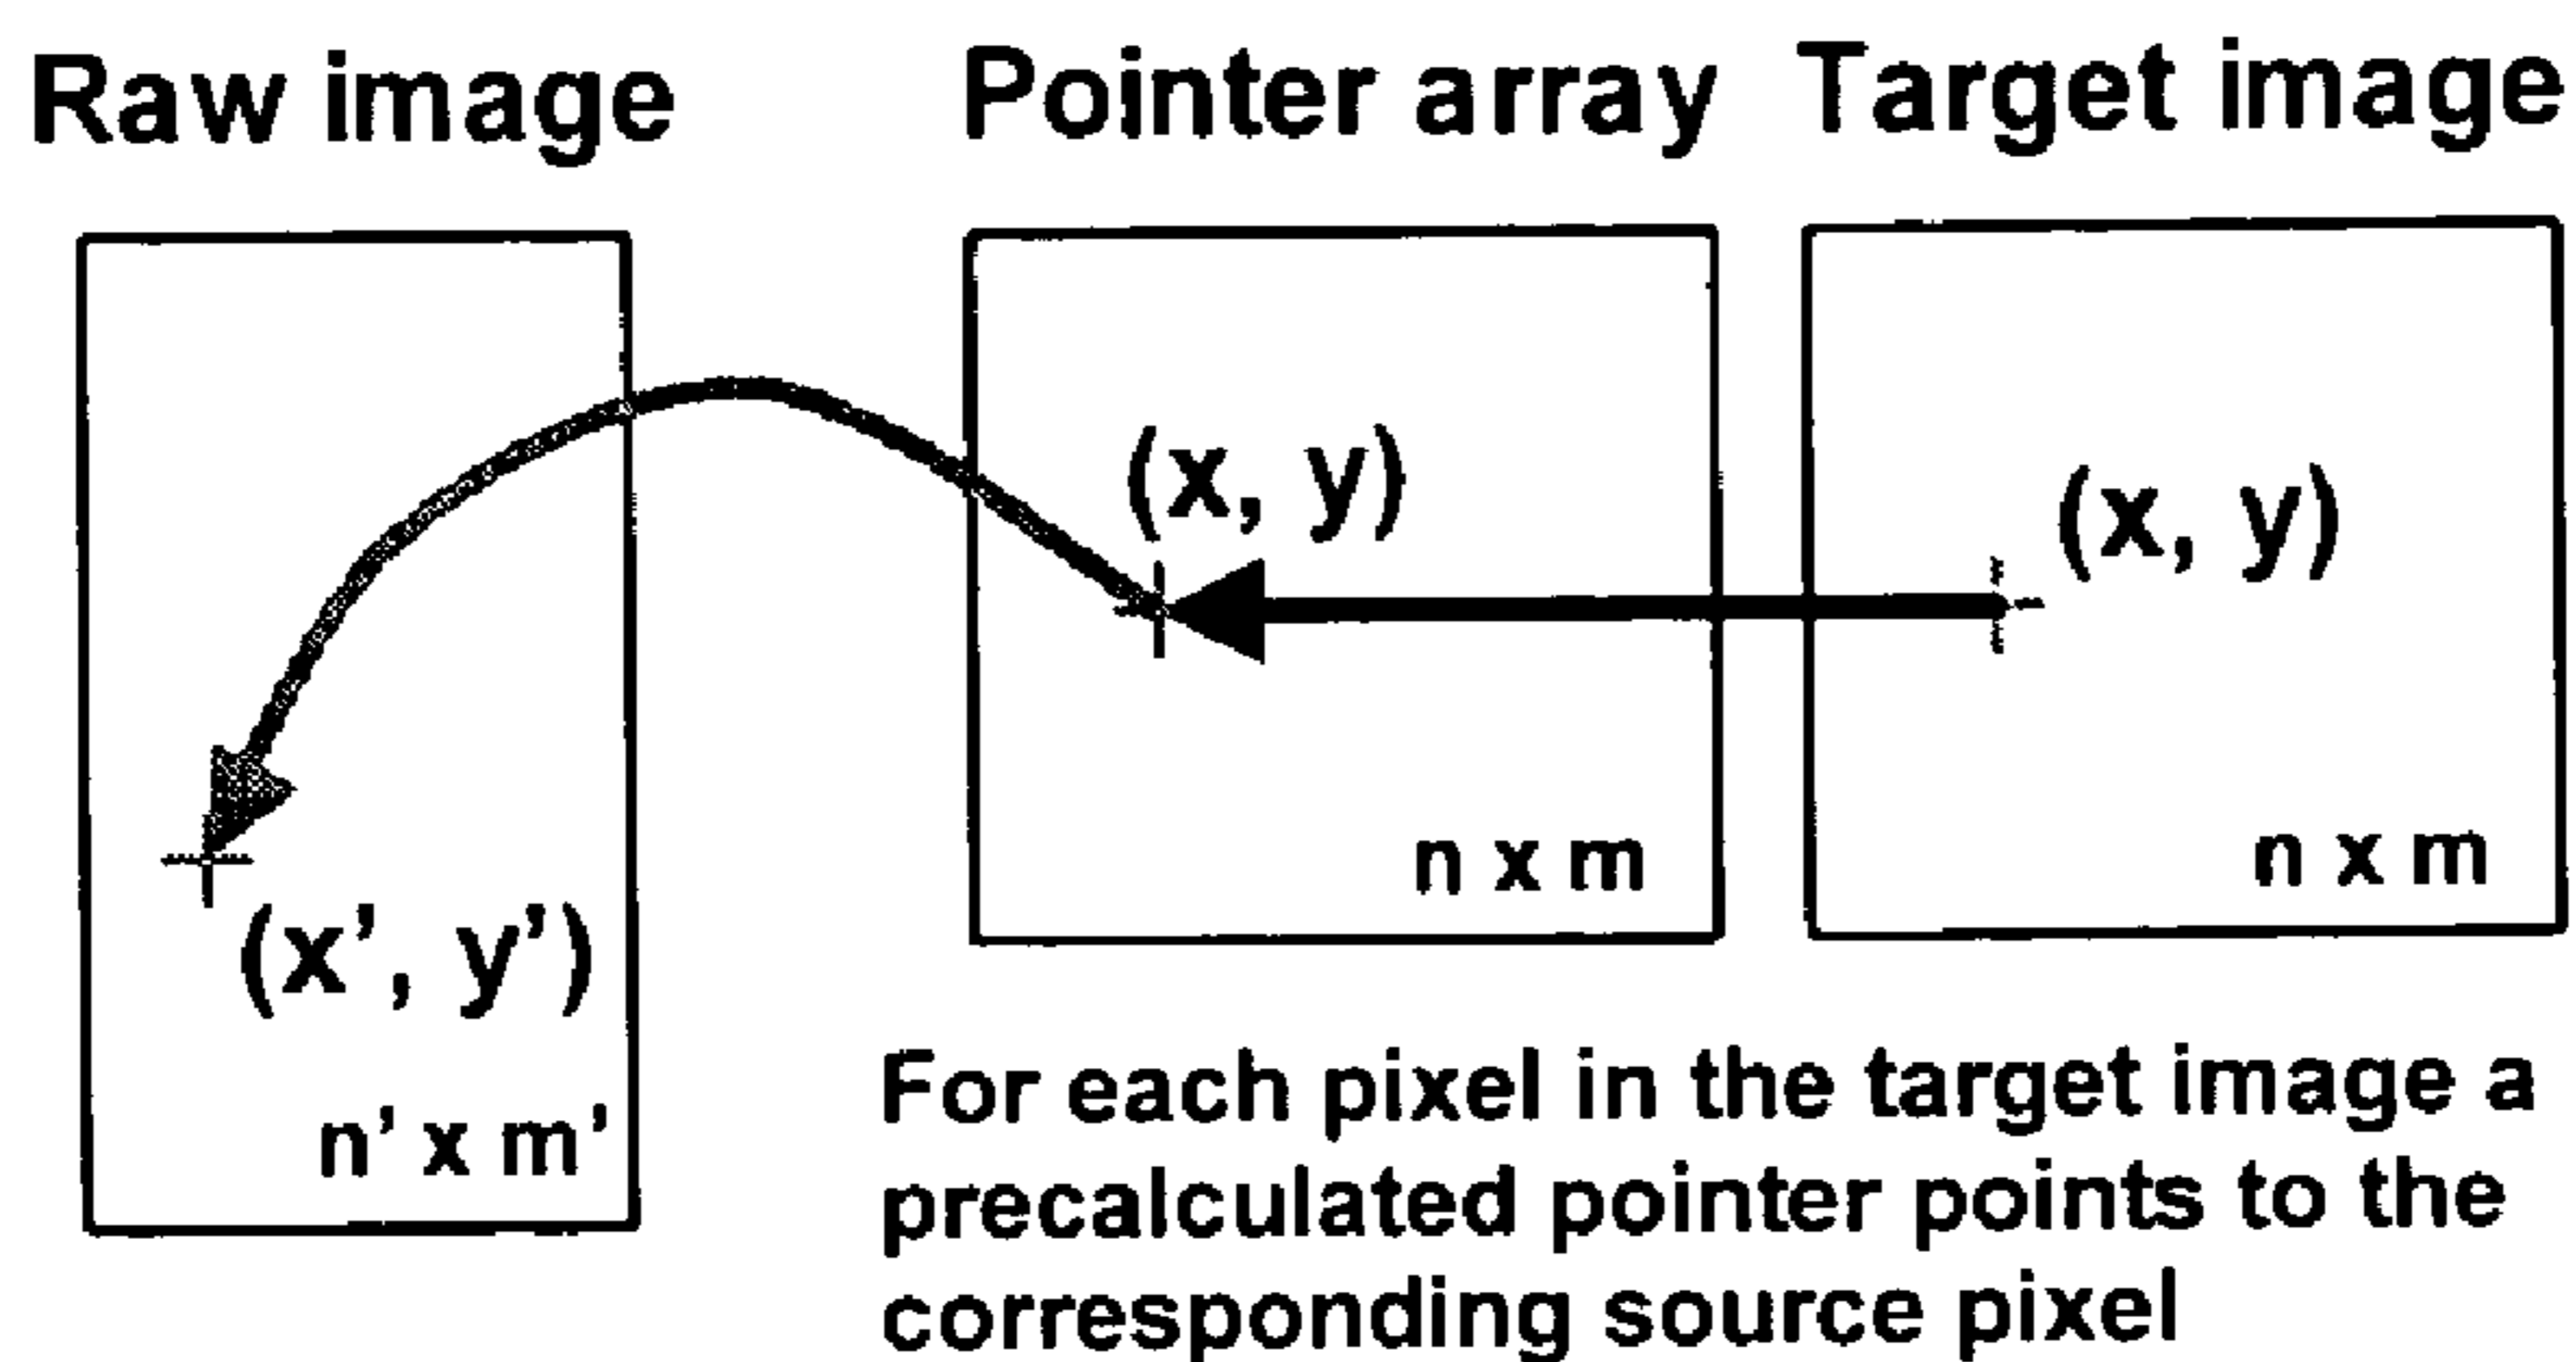 Raw image
Pointer array
Target image
(x, y)
(x, y)
(x’, y’)
n x m
n x m
n’ x m’
For each pixel in the target image a
precalculated pointer points to the
corresponding source pixel